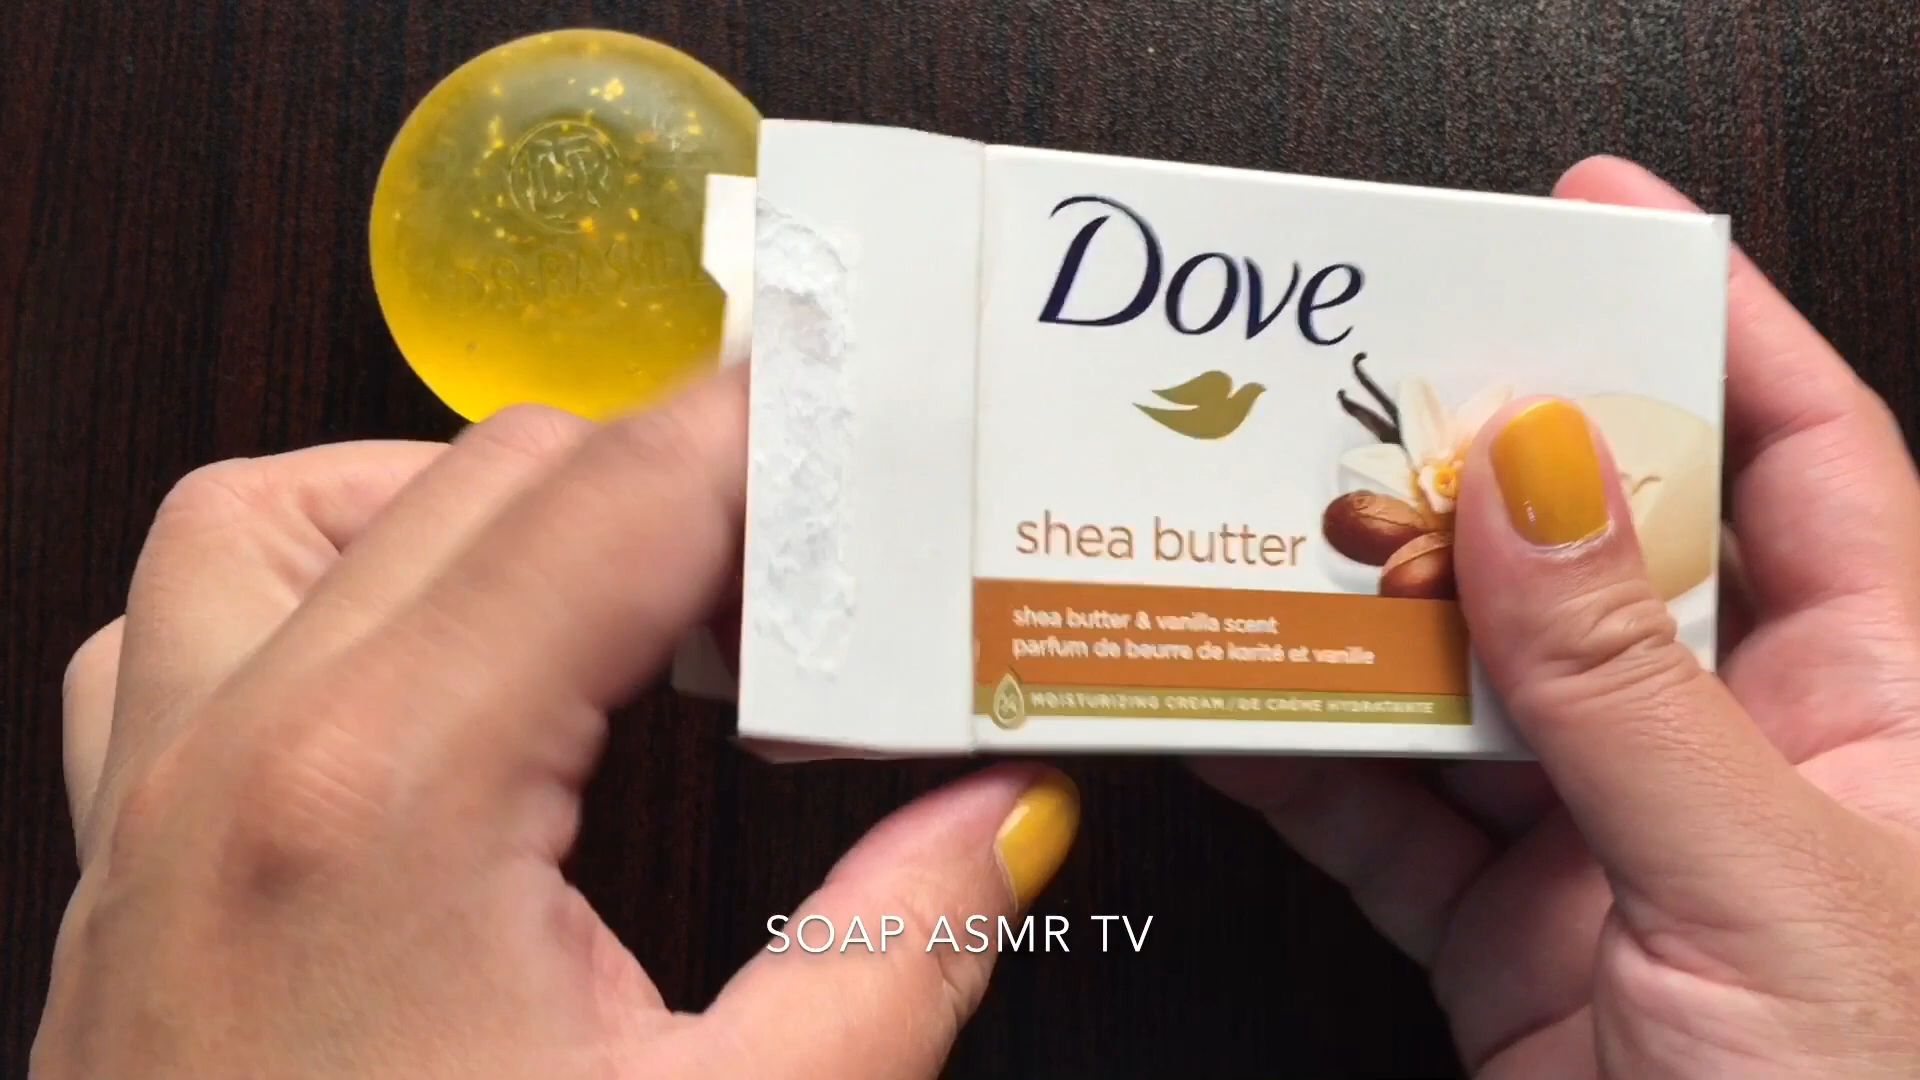 Dove
shea butter
shea butter & vanilla scent
parfum de beurre de karité et vanille
MOISTURIZING CREAM/DE CRÈME HYDRATANTE
SOAP ASMR TV